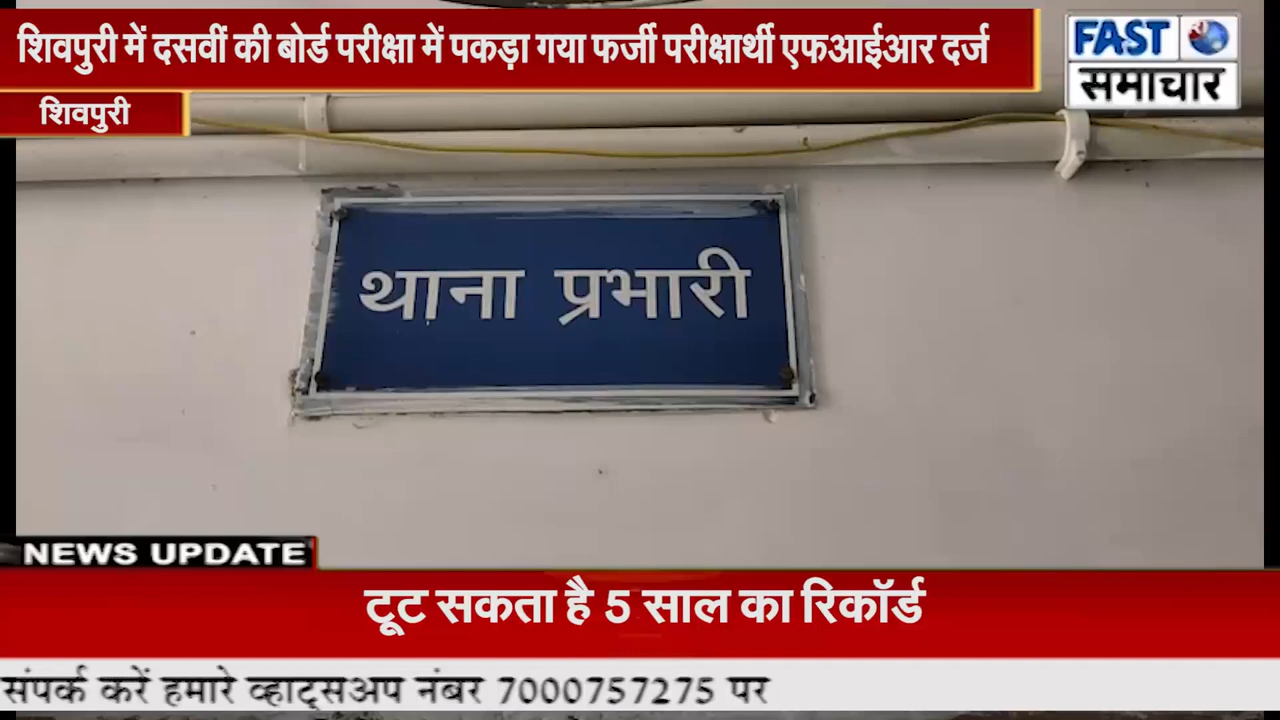 शिवपुरी में दसवीं की बोर्ड परीक्षा में पकड़ा गया फर्जी परीक्षार्थी एफआईआर दर्ज
FAST
समाचार
शिवपुरी
थाना प्रभारी
NEWS UPDATE
टूट सकता है 5 साल का रिकॉर्ड
संपर्क करें हमारे व्हाट्सअप नंबर 7000757275 पर